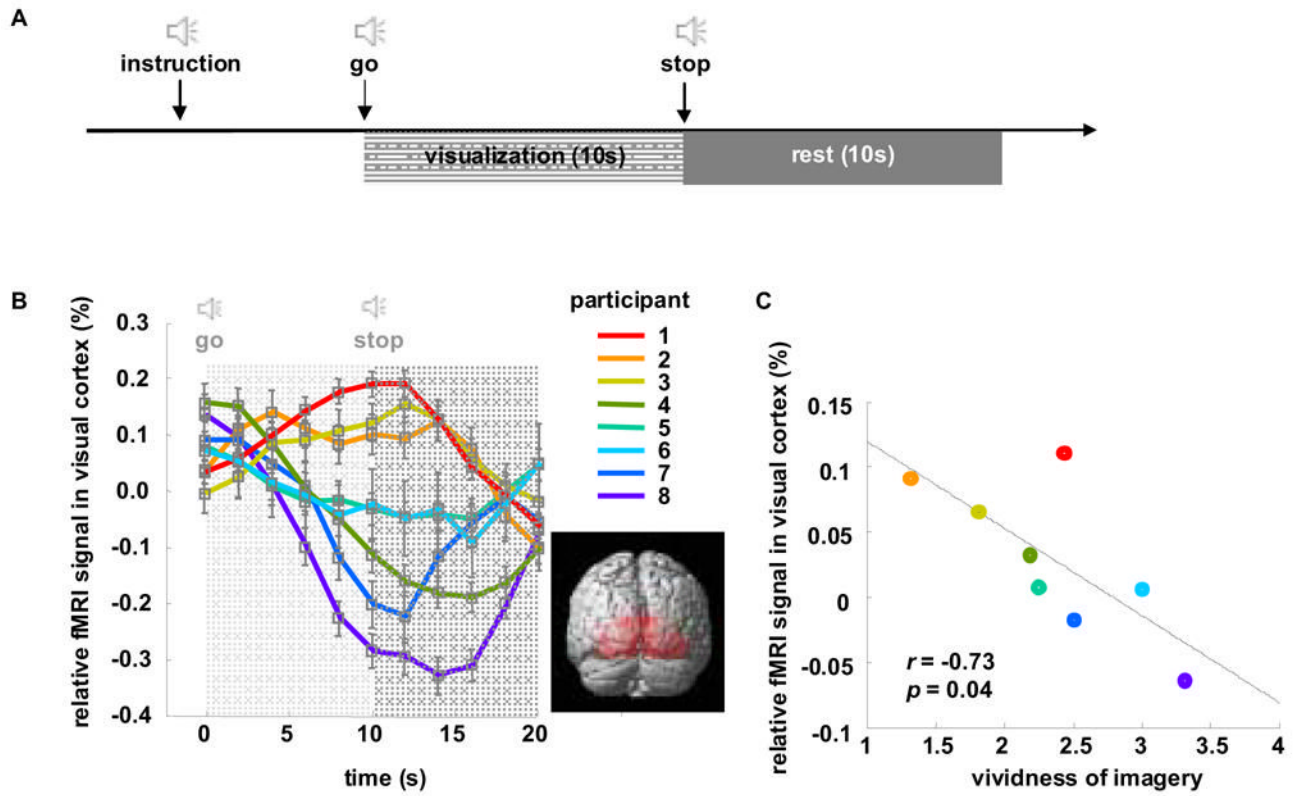 A
instruction
go
stop
visualization (10s)
rest (10s)
B
relative fMRI signal in visual cortex (%)
0.3
0.2
0.1
0.0
-0.1
-0.2
-0.3
-0.4
go
stop
0
5
10
15
20
time (s)
participant
1
2
3
4
5
6
7
8
C
relative fMRI signal in visual cortex (%)
0.15
0.1
0.05
0
-0.05
-0.1
r = -0.73
p = 0.04
1
1.5
2
2.5
3
3.5
4
vividness of imagery